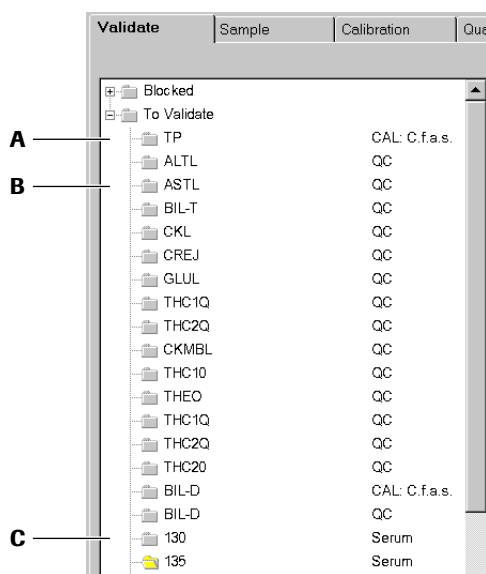 Validate Sample Calibration Qua
Blocked
To Validate
A TP CAL: C.f.a.s.
ALTL QC
B ASTL QC
BIL-T QC
CKL QC
CREJ QC
GLUL QC
THC1Q QC
THC2Q QC
CKMBL QC
THC10 QC
THEO QC
THC1Q QC
THC2Q QC
THC20 QC
BIL-D CAL: C.f.a.s.
BIL-D QC
C 130 Serum
135 Serum